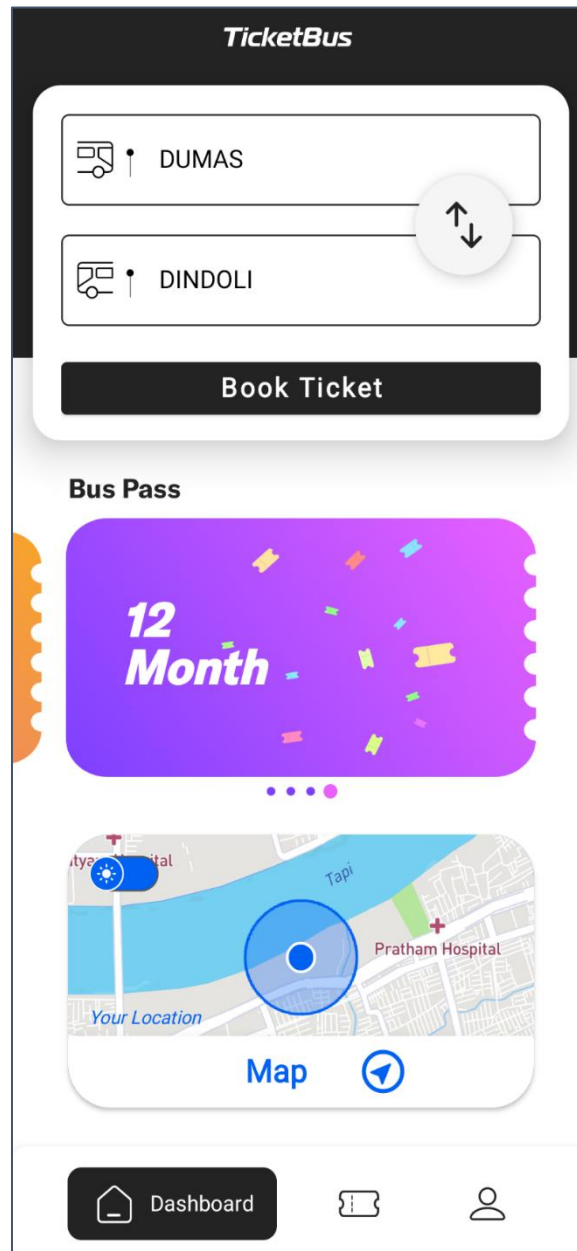 TicketBus
DUMAS
DINDOLI
Book Ticket
Bus Pass
12
Month
Tapi
Pratham Hospital
Your Location
Map
Dashboard